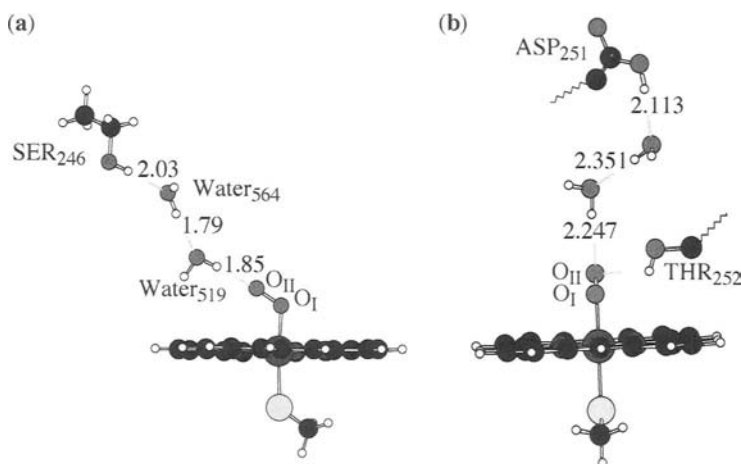 (a)
SER246
2.03
Water564
1.79
Water519
1.85
OII
OI
(b)
ASP251
2.113
2.351
2.247
OII
OI
THR252